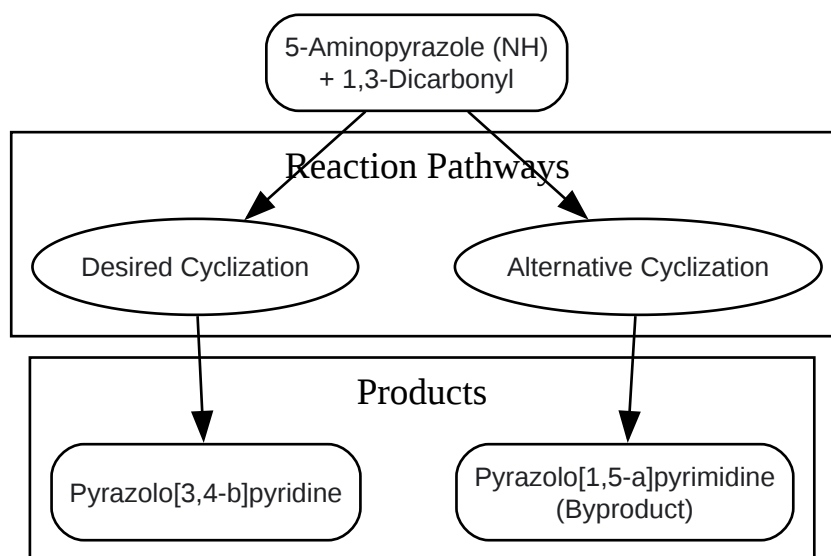 5-Aminopyrazole (NH)
+ 1,3-Dicarbonyl
Reaction Pathways
Desired Cyclization
Alternative Cyclization
Products
Pyrazolo[3,4-b]pyridine
Pyrazolo[1,5-a]pyrimidine
(Byproduct)